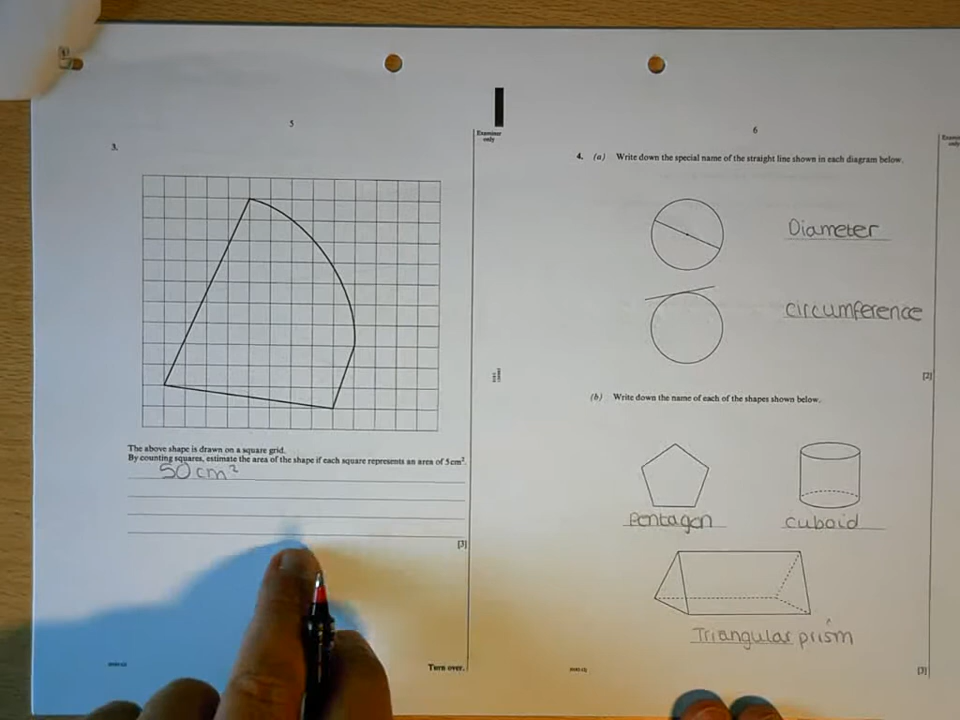 5
Examiner
only
3.
The above shape is drawn on a square grid.
By counting squares, estimate the area of the shape if each square represents an area of 5cm².
50 cm²
[3]
Turn over.
6
Examiner
only
4. (a) Write down the special name of the straight line shown in each diagram below.
Diameter
circumference
[2]
(b) Write down the name of each of the shapes shown below.
Pentagon
cuboid
Triangular prism
[3]